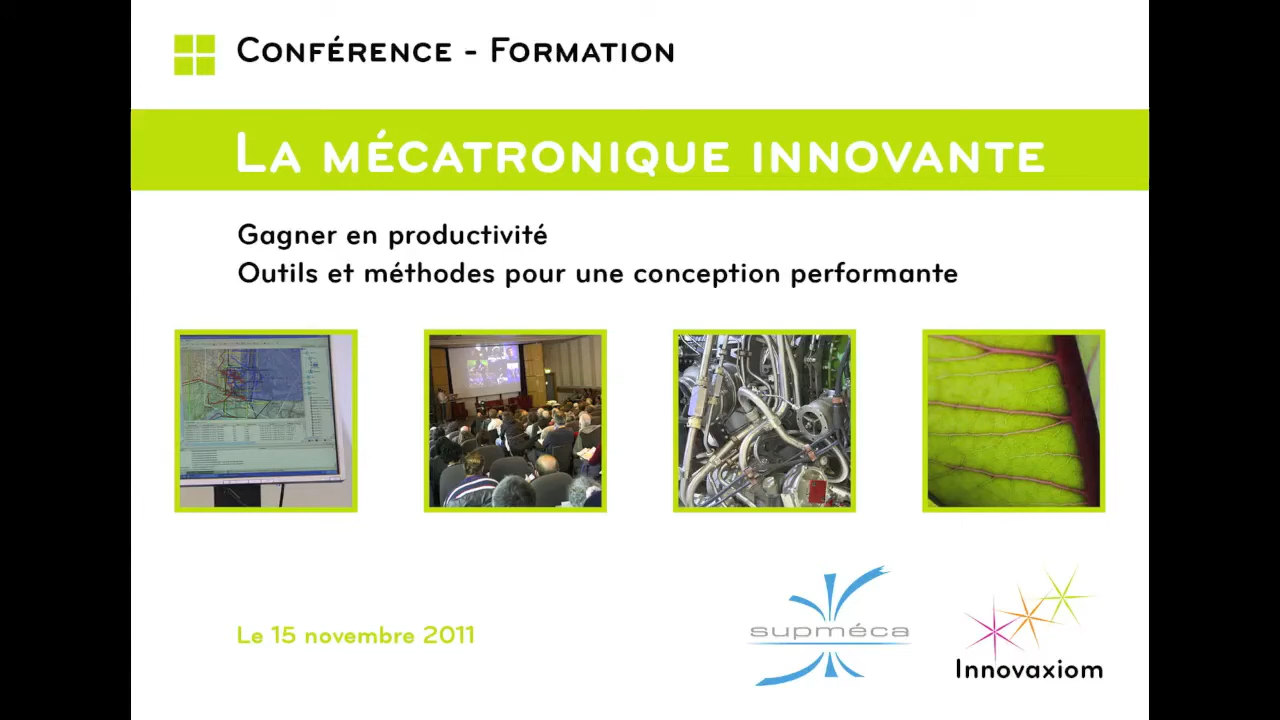 Conférence - Formation
La mécatronique innovante
Gagner en productivité
Outils et méthodes pour une conception performante
Le 15 novembre 2011
supméca
Innovaxiom